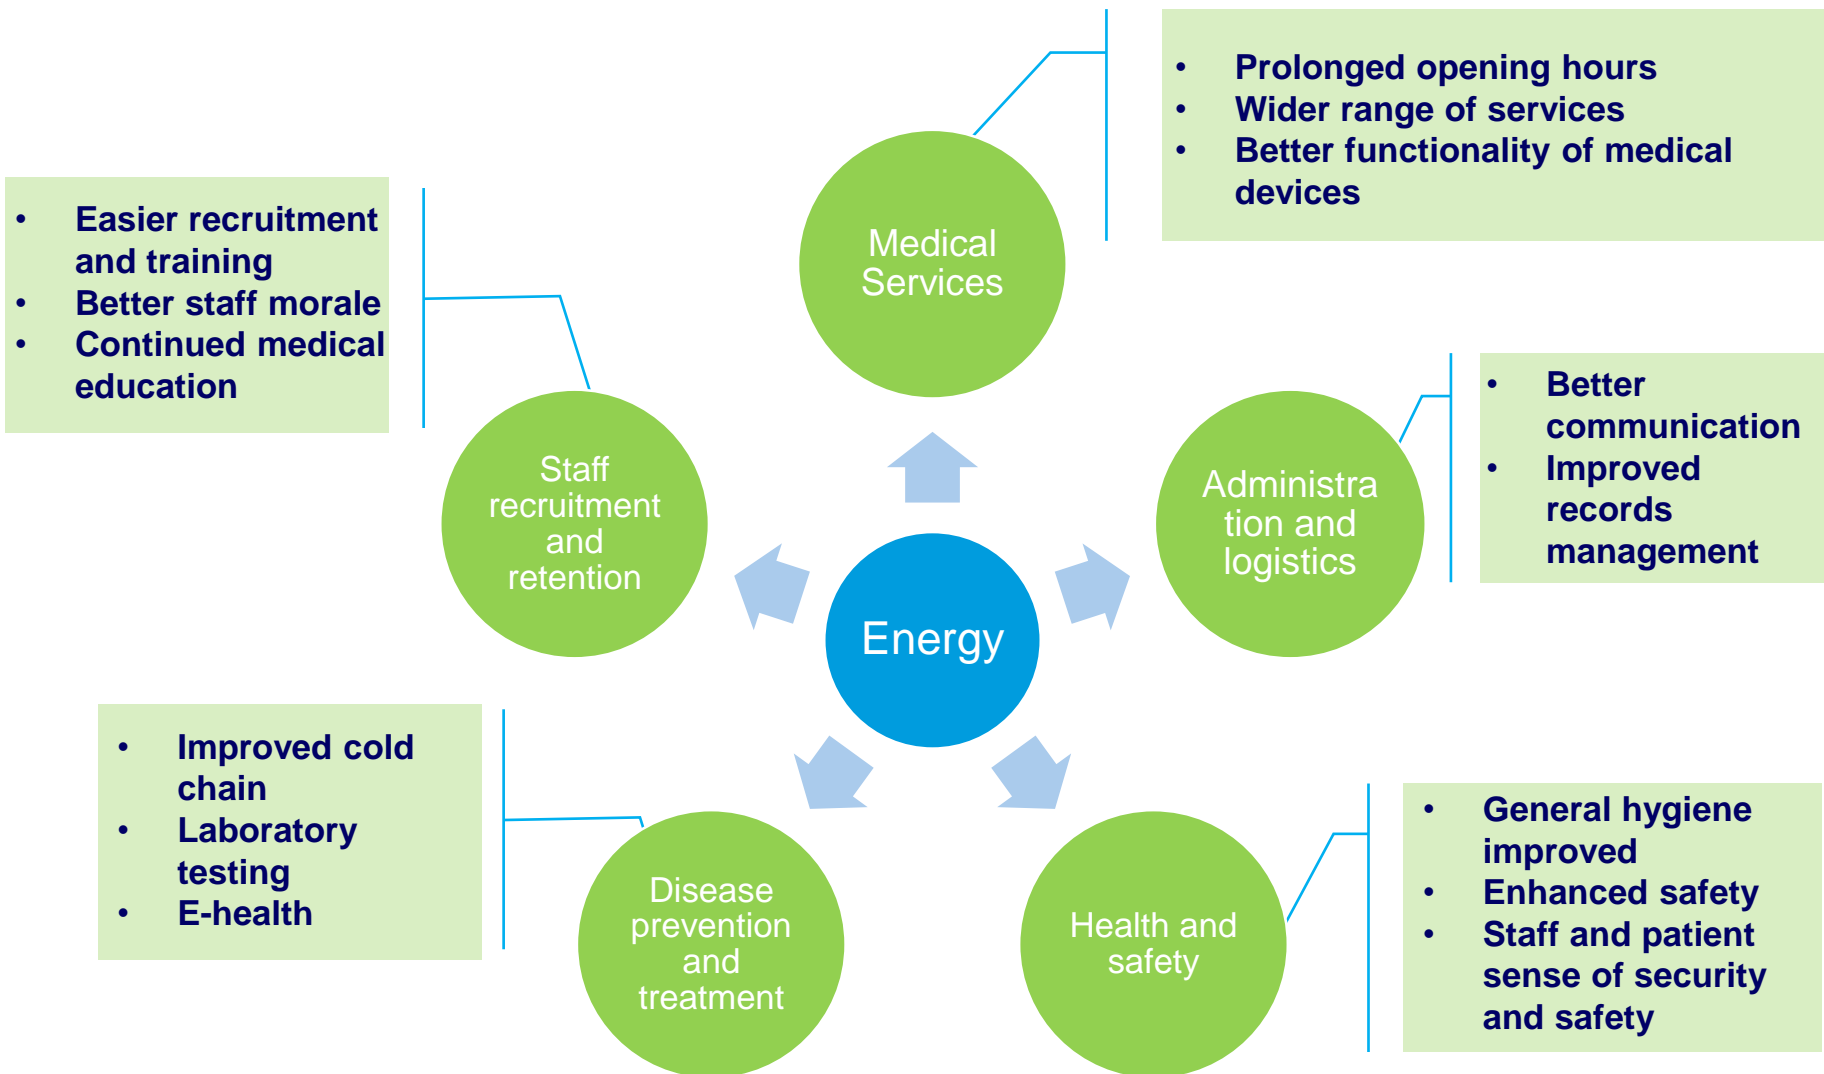 • Prolonged opening hours
• Wider range of services
• Better functionality of medical
devices
Medical
Services
• Easier recruitment
and training
• Better staff morale
• Continued medical
education
Staff
recruitment
and
retention
• Better
communication
• Improved
records
management
Administra
tion and
logistics
Energy
• Improved cold
chain
• Laboratory
testing
• E-health
Disease
prevention
and
treatment
• General hygiene
improved
• Enhanced safety
• Staff and patient
sense of security
and safety
Health and
safety